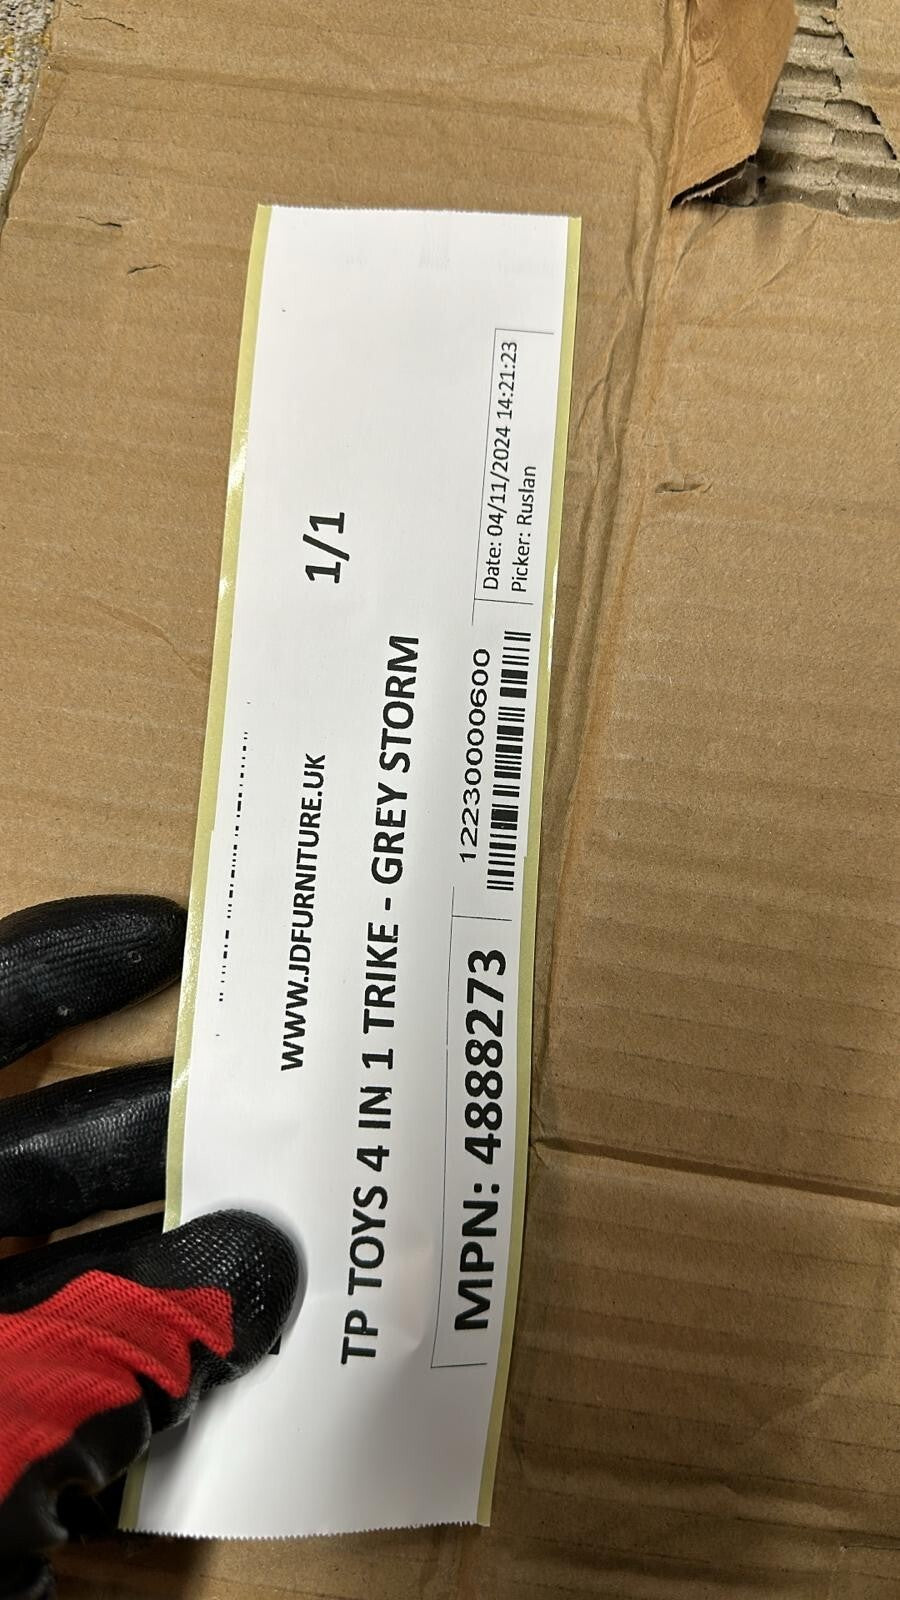 WWW.JDFURNITURE.UK
1/1
TP TOYS 4 IN 1 TRIKE - GREY STORM
MPN: 4888273
12230000600
Date: 04/11/2024 14:21:23
Picker: Ruslan